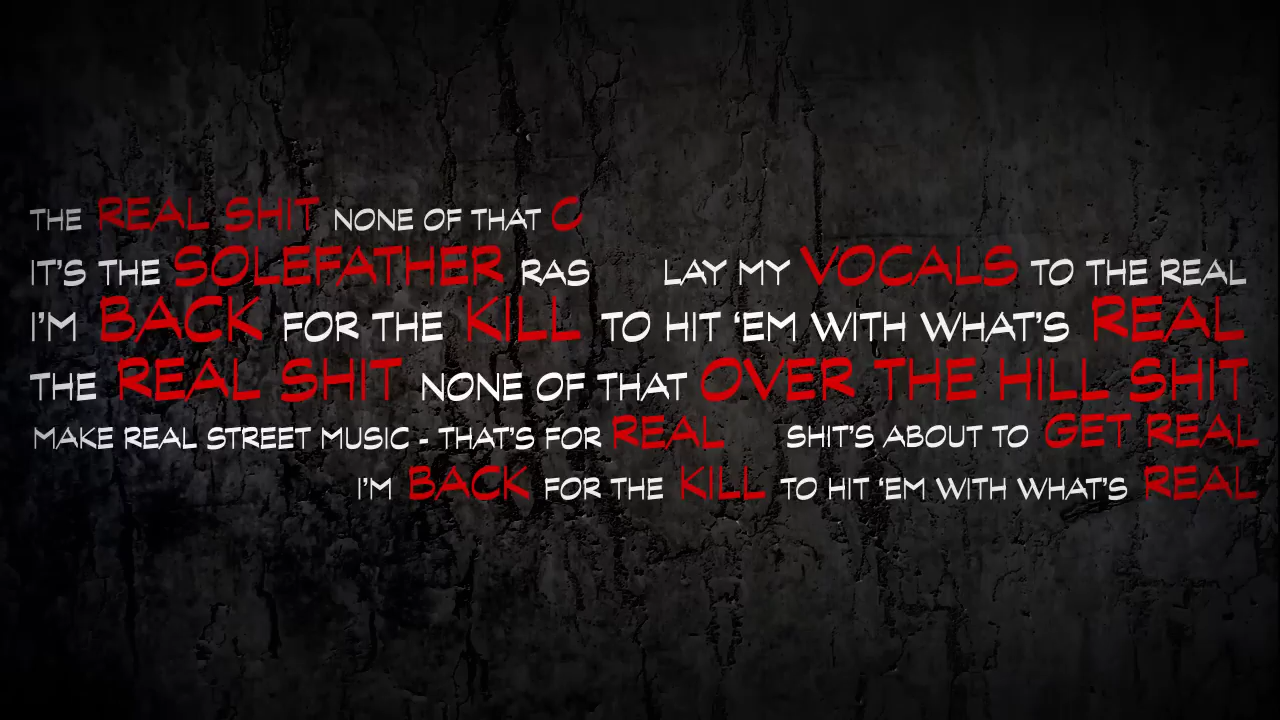 THE REAL SHIT NONE OF THAT C
IT'S THE SOLEFATHER RAS LAY MY VOCALS TO THE REAL
I'M BACK FOR THE KILL TO HIT ‘EM WITH WHAT'S REAL
THE REAL SHIT NONE OF THAT OVER THE HILL SHIT
MAKE REAL STREET MUSIC - THAT'S FOR REAL SHIT'S ABOUT TO GET REAL
I'M BACK FOR THE KILL TO HIT ‘EM WITH WHAT'S REAL